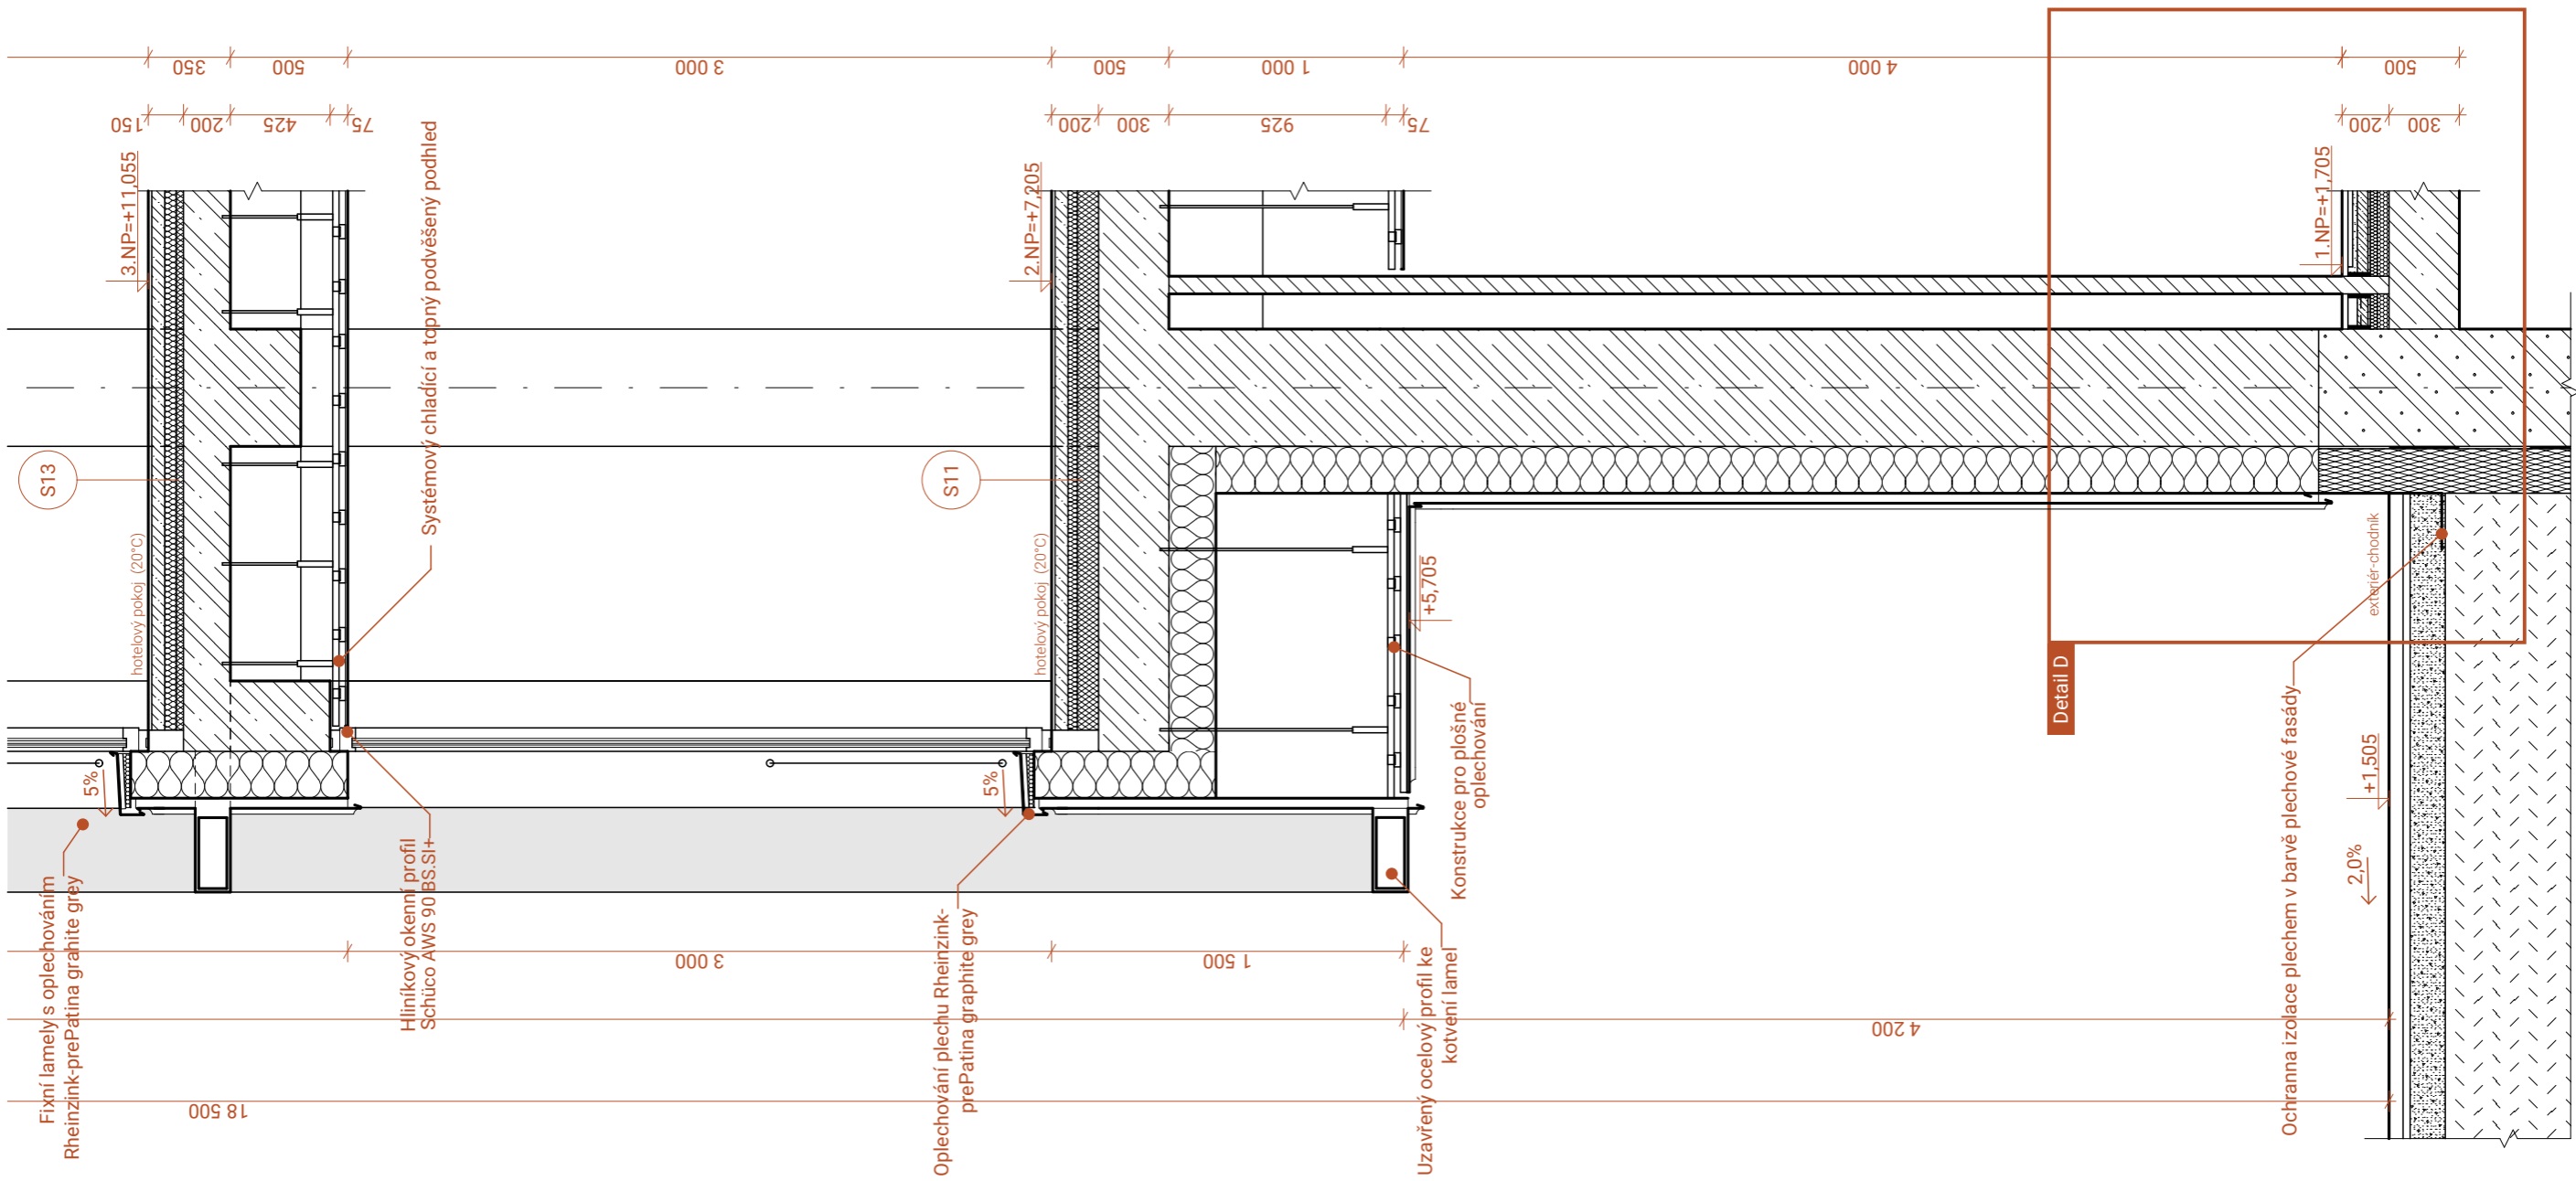 350
500
3 000
500
1 000
4 000
500
150
200
425
75
200
300
925
75
200
300
3.NP=+11,055
2.NP=+7,205
1.NP=+1,705
Systémový chladící a topný podvěšený podhled
S13
S11
hotelový pokoj (20°C)
hotelový pokoj (20°C)
exteriér-chodník
+5,705
Detail D
Konstrukce pro plošné
oplechování
+1,505
5%
5%
2,0%
Fixní lamely s oplechováním
Rheinzink-prePatina grahite grey
Hliníkový okenní profil
Schüco AWS 90 BS.SI+
Oplechování plechu Rheinzink-
prePatina graphite grey
Uzavřený ocelový profil ke
kotvení lamel
Ochranna izolace plechem v barvě plechové fasády
3 000
1 500
4 200
18 500